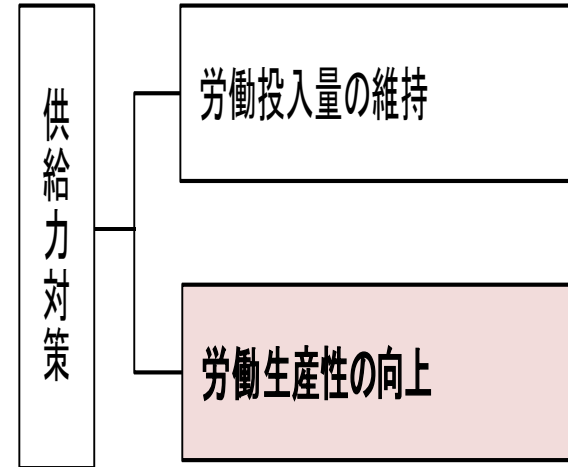 供給力対策
労働投入量の維持
労働生産性の向上